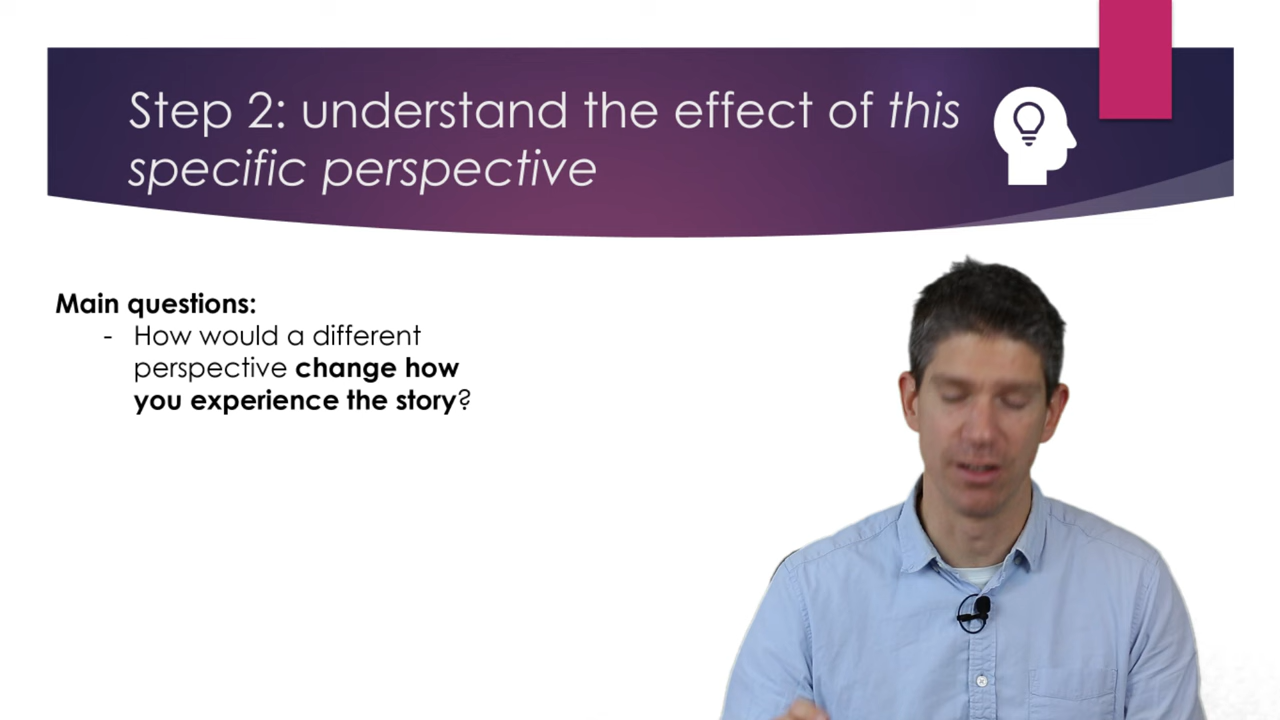 Step 2: understand the effect of this
specific perspective
Main questions:
- How would a different
perspective change how
you experience the story?